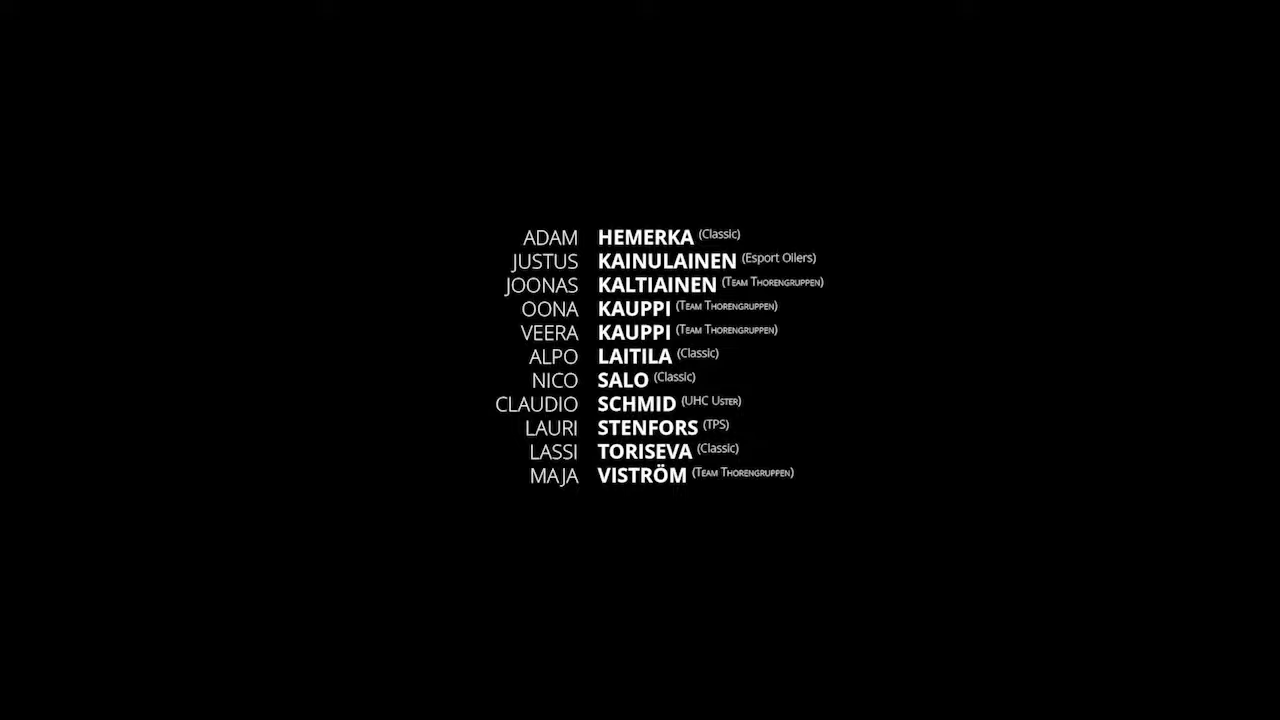 ADAM HEMERKA (Classic)
JUSTUS KAINULAINEN (Esport Oilers)
JOONAS KALTIAINEN (Team Thorengruppen)
OONA KAUPPI (Team Thorengruppen)
VEERA KAUPPI (Team Thorengruppen)
ALPO LAITILA (Classic)
NICO SALO (Classic)
CLAUDIO SCHMID (UHC Uster)
LAURI STENFORS (TPS)
LASSI TORISEVA (Classic)
MAJA VISTRÖM (Team Thorengruppen)